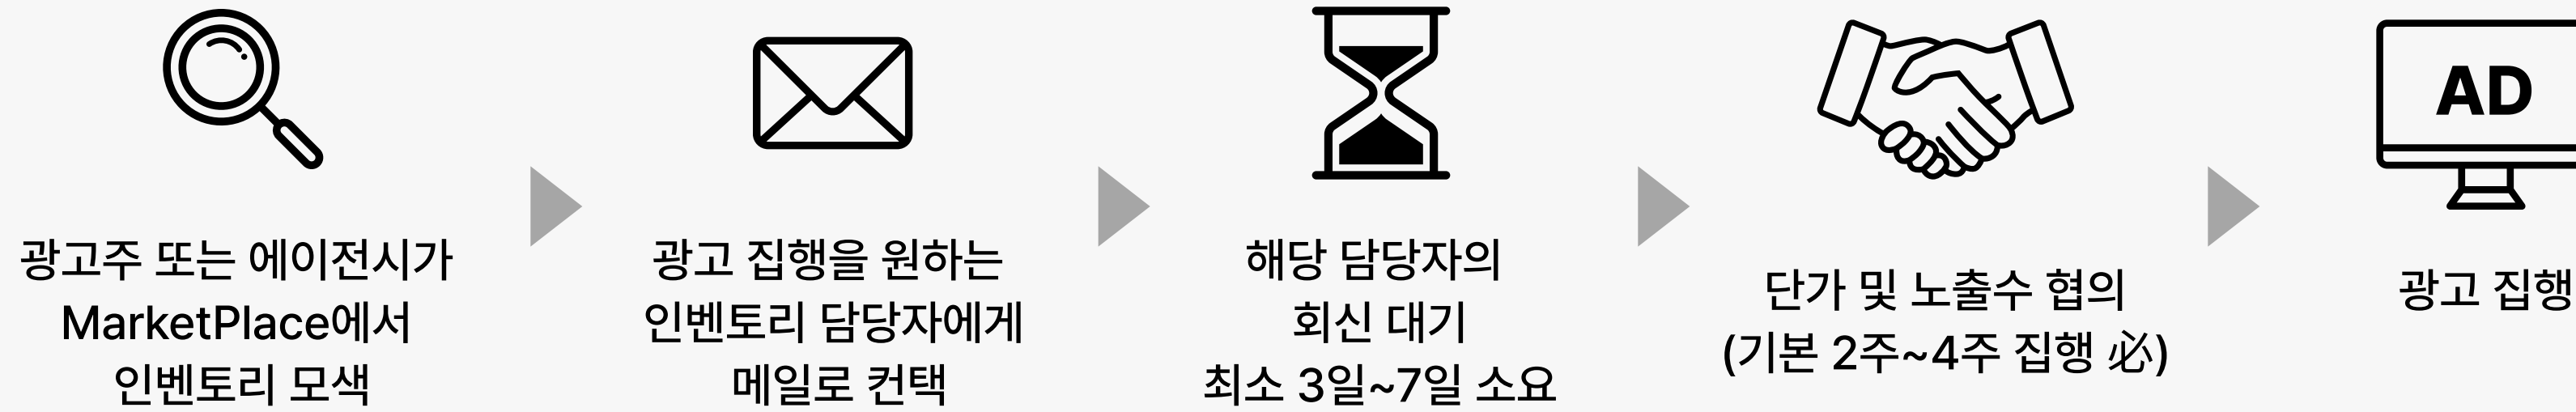 광고주 또는 에이전시가
MarketPlace에서
인벤토리 모색
광고 집행을 원하는
인벤토리 담당자에게
메일로 컨택
해당 담당자의
회신 대기
최소 3일~7일 소요
단가 및 노출수 협의
(기본 2주~4주 집행 必)
AD
광고 집행